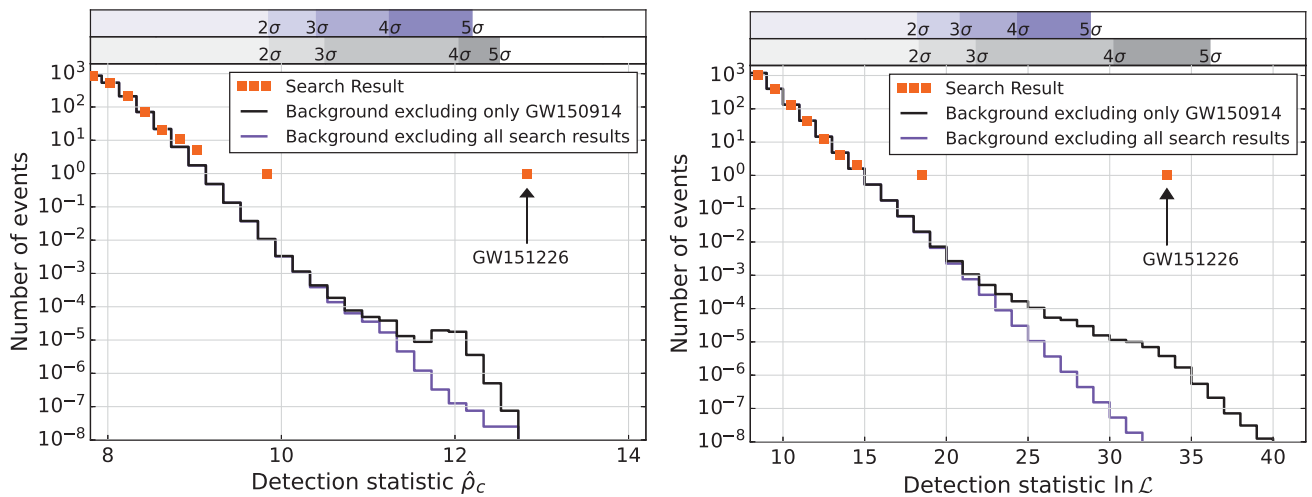 2σ 3σ 4σ 5σ
2σ 3σ 4σ 5σ
10³
10²
10¹
10⁰
10⁻¹
10⁻²
10⁻³
10⁻⁴
10⁻⁵
10⁻⁶
10⁻⁷
10⁻⁸
Number of events
Search Result
Background excluding only GW150914
Background excluding all search results
GW151226
8 10 12 14
Detection statistic ρ̂c
2σ 3σ 4σ 5σ
2σ 3σ 4σ 5σ
10³
10²
10¹
10⁰
10⁻¹
10⁻²
10⁻³
10⁻⁴
10⁻⁵
10⁻⁶
10⁻⁷
10⁻⁸
Number of events
Search Result
Background excluding only GW150914
Background excluding all search results
GW151226
10 15 20 25 30 35 40
Detection statistic ln ℒ